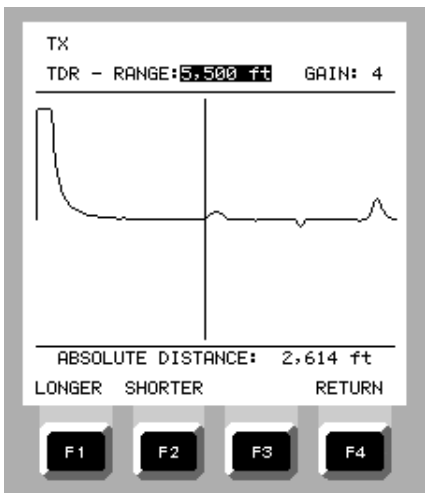 TX
TDR - RANGE:5,500 ft GAIN: 4
ABSOLUTE DISTANCE: 2,614 ft
LONGER SHORTER RETURN
F1 F2 F3 F4